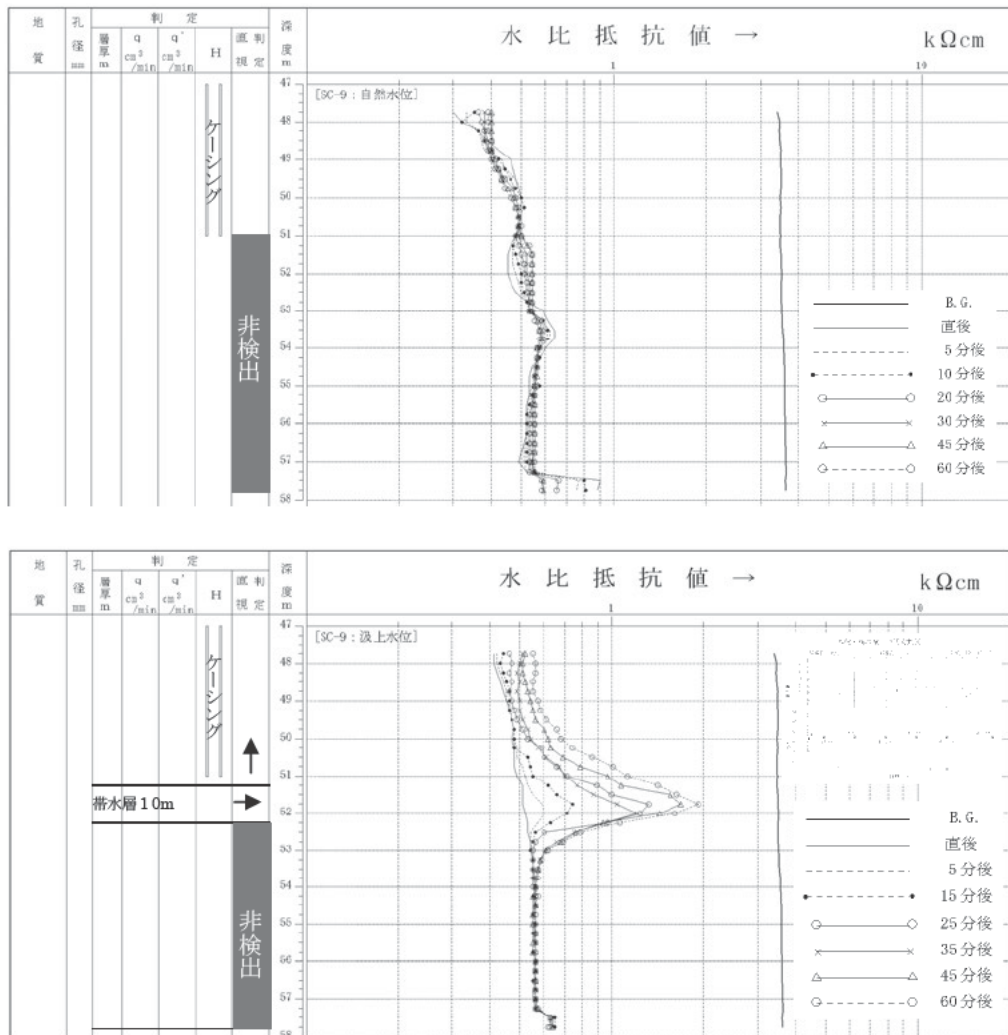 地質
孔径 mm
判定
層厚 m
q cm³/min
q' cm³/min
H
直視
判定
深度 m
水比抵抗値 →
kΩcm
1
10
[SC-9：自然水位]
47
48
49
50
51
52
53
54
55
56
57
58
ケーシング
非検出
B.G.
直後
5分後
10分後
20分後
30分後
45分後
60分後
地質
孔径 mm
判定
層厚 m
q cm³/min
q' cm³/min
H
直視
判定
深度 m
水比抵抗値 →
kΩcm
1
10
[SC-9：汲上水位]
47
48
49
50
51
52
53
54
55
56
57
58
ケーシング
帯水層10m
非検出
B.G.
直後
5分後
15分後
25分後
35分後
45分後
60分後